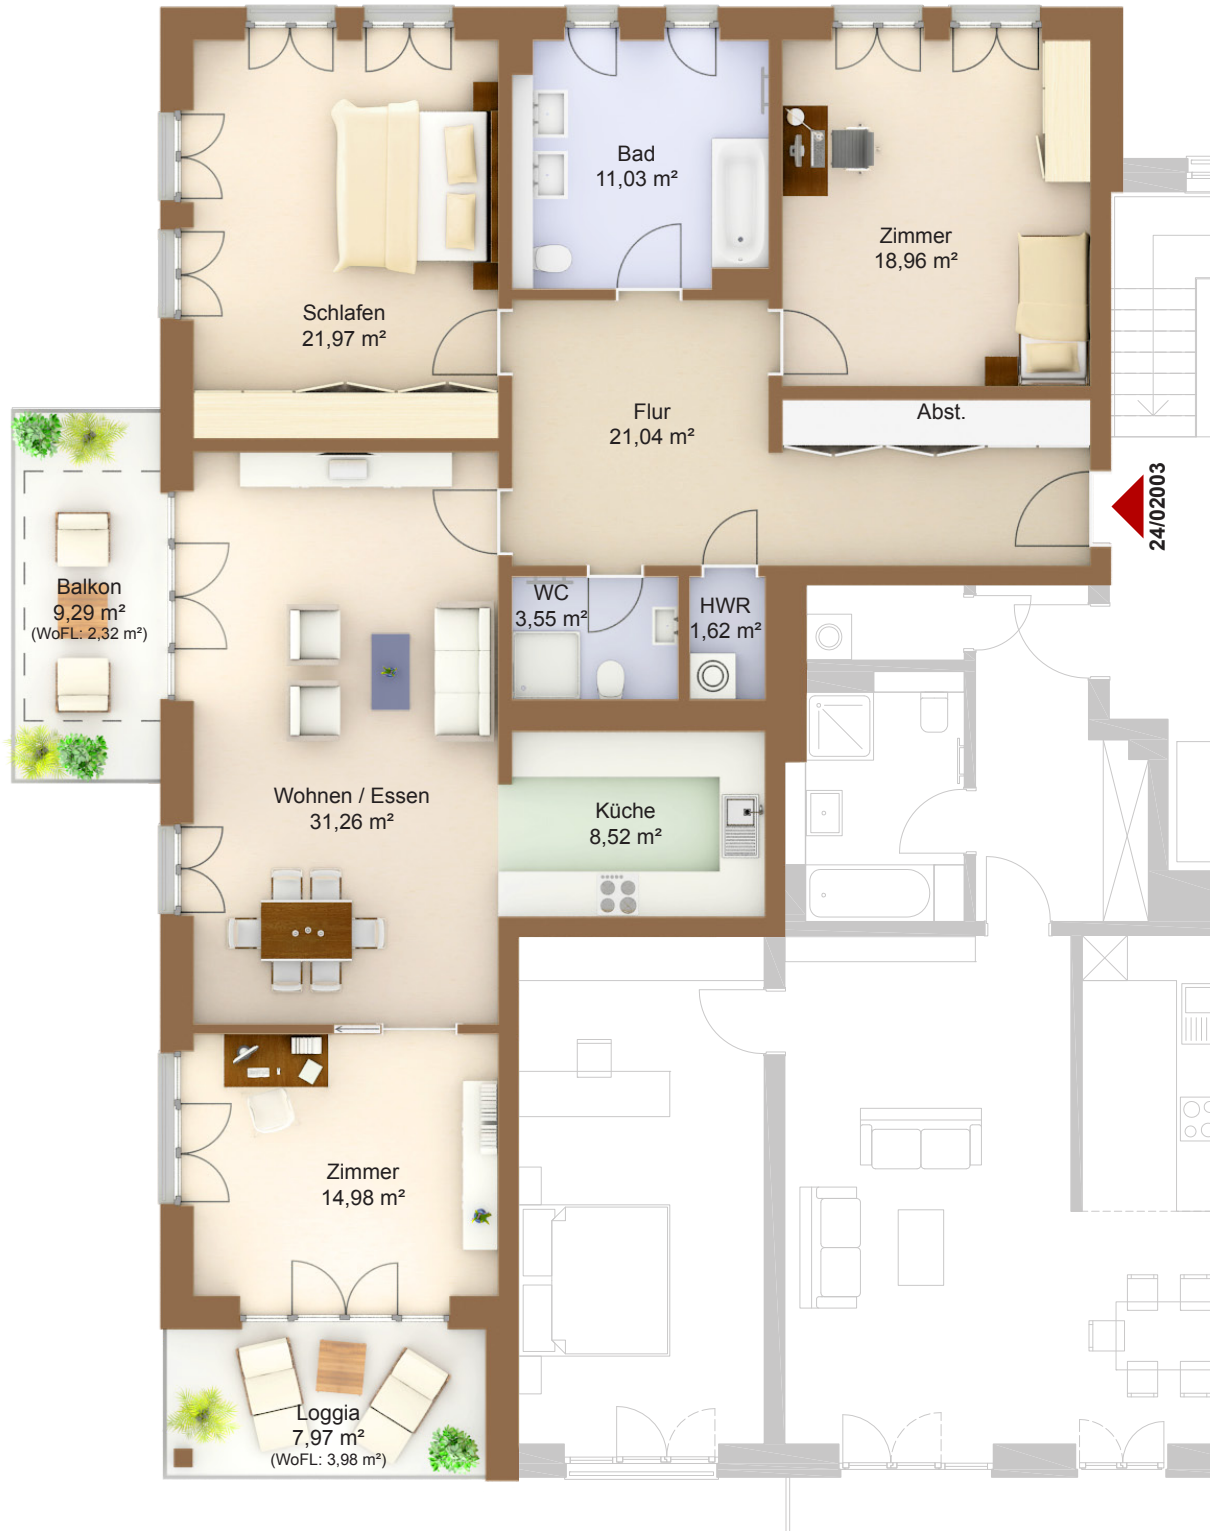 Bad
11,03 m²
Zimmer
18,96 m²
Schlafen
21,97 m²
Flur
21,04 m²
Abst.
24/02003
Balkon
9,29 m²
(WoFL: 2,32 m²)
WC
3,55 m²
HWR
1,62 m²
Wohnen / Essen
31,26 m²
Küche
8,52 m²
Zimmer
14,98 m²
Loggia
7,97 m²
(WoFL: 3,98 m²)